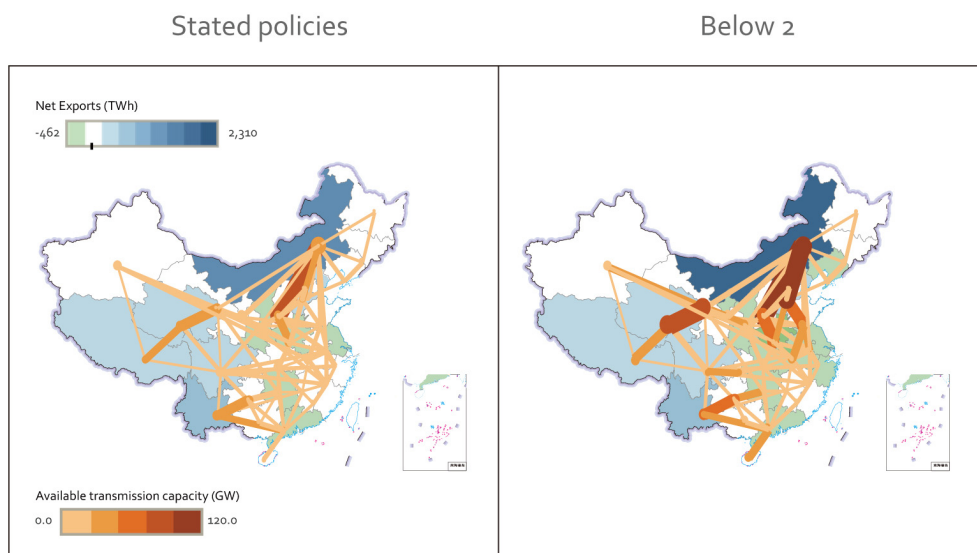 Stated policies
Below 2
Net Exports (TWh)
-462
2,310
Available transmission capacity (GW)
0.0
120.0